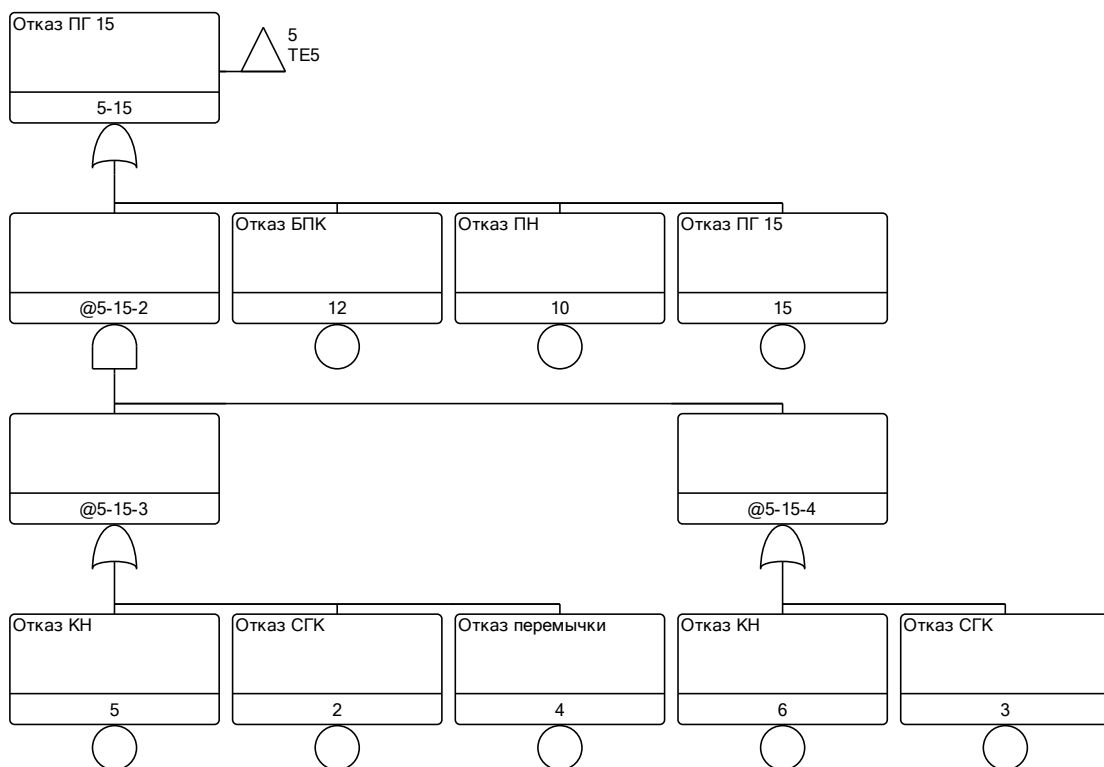 Отказ ПГ 15
5
TE5
5-15
Отказ БПК
Отказ ПН
Отказ ПГ 15
@5-15-2
12
10
15
@5-15-3
@5-15-4
Отказ КН
Отказ СГК
Отказ перемычки
Отказ КН
Отказ СГК
5
2
4
6
3